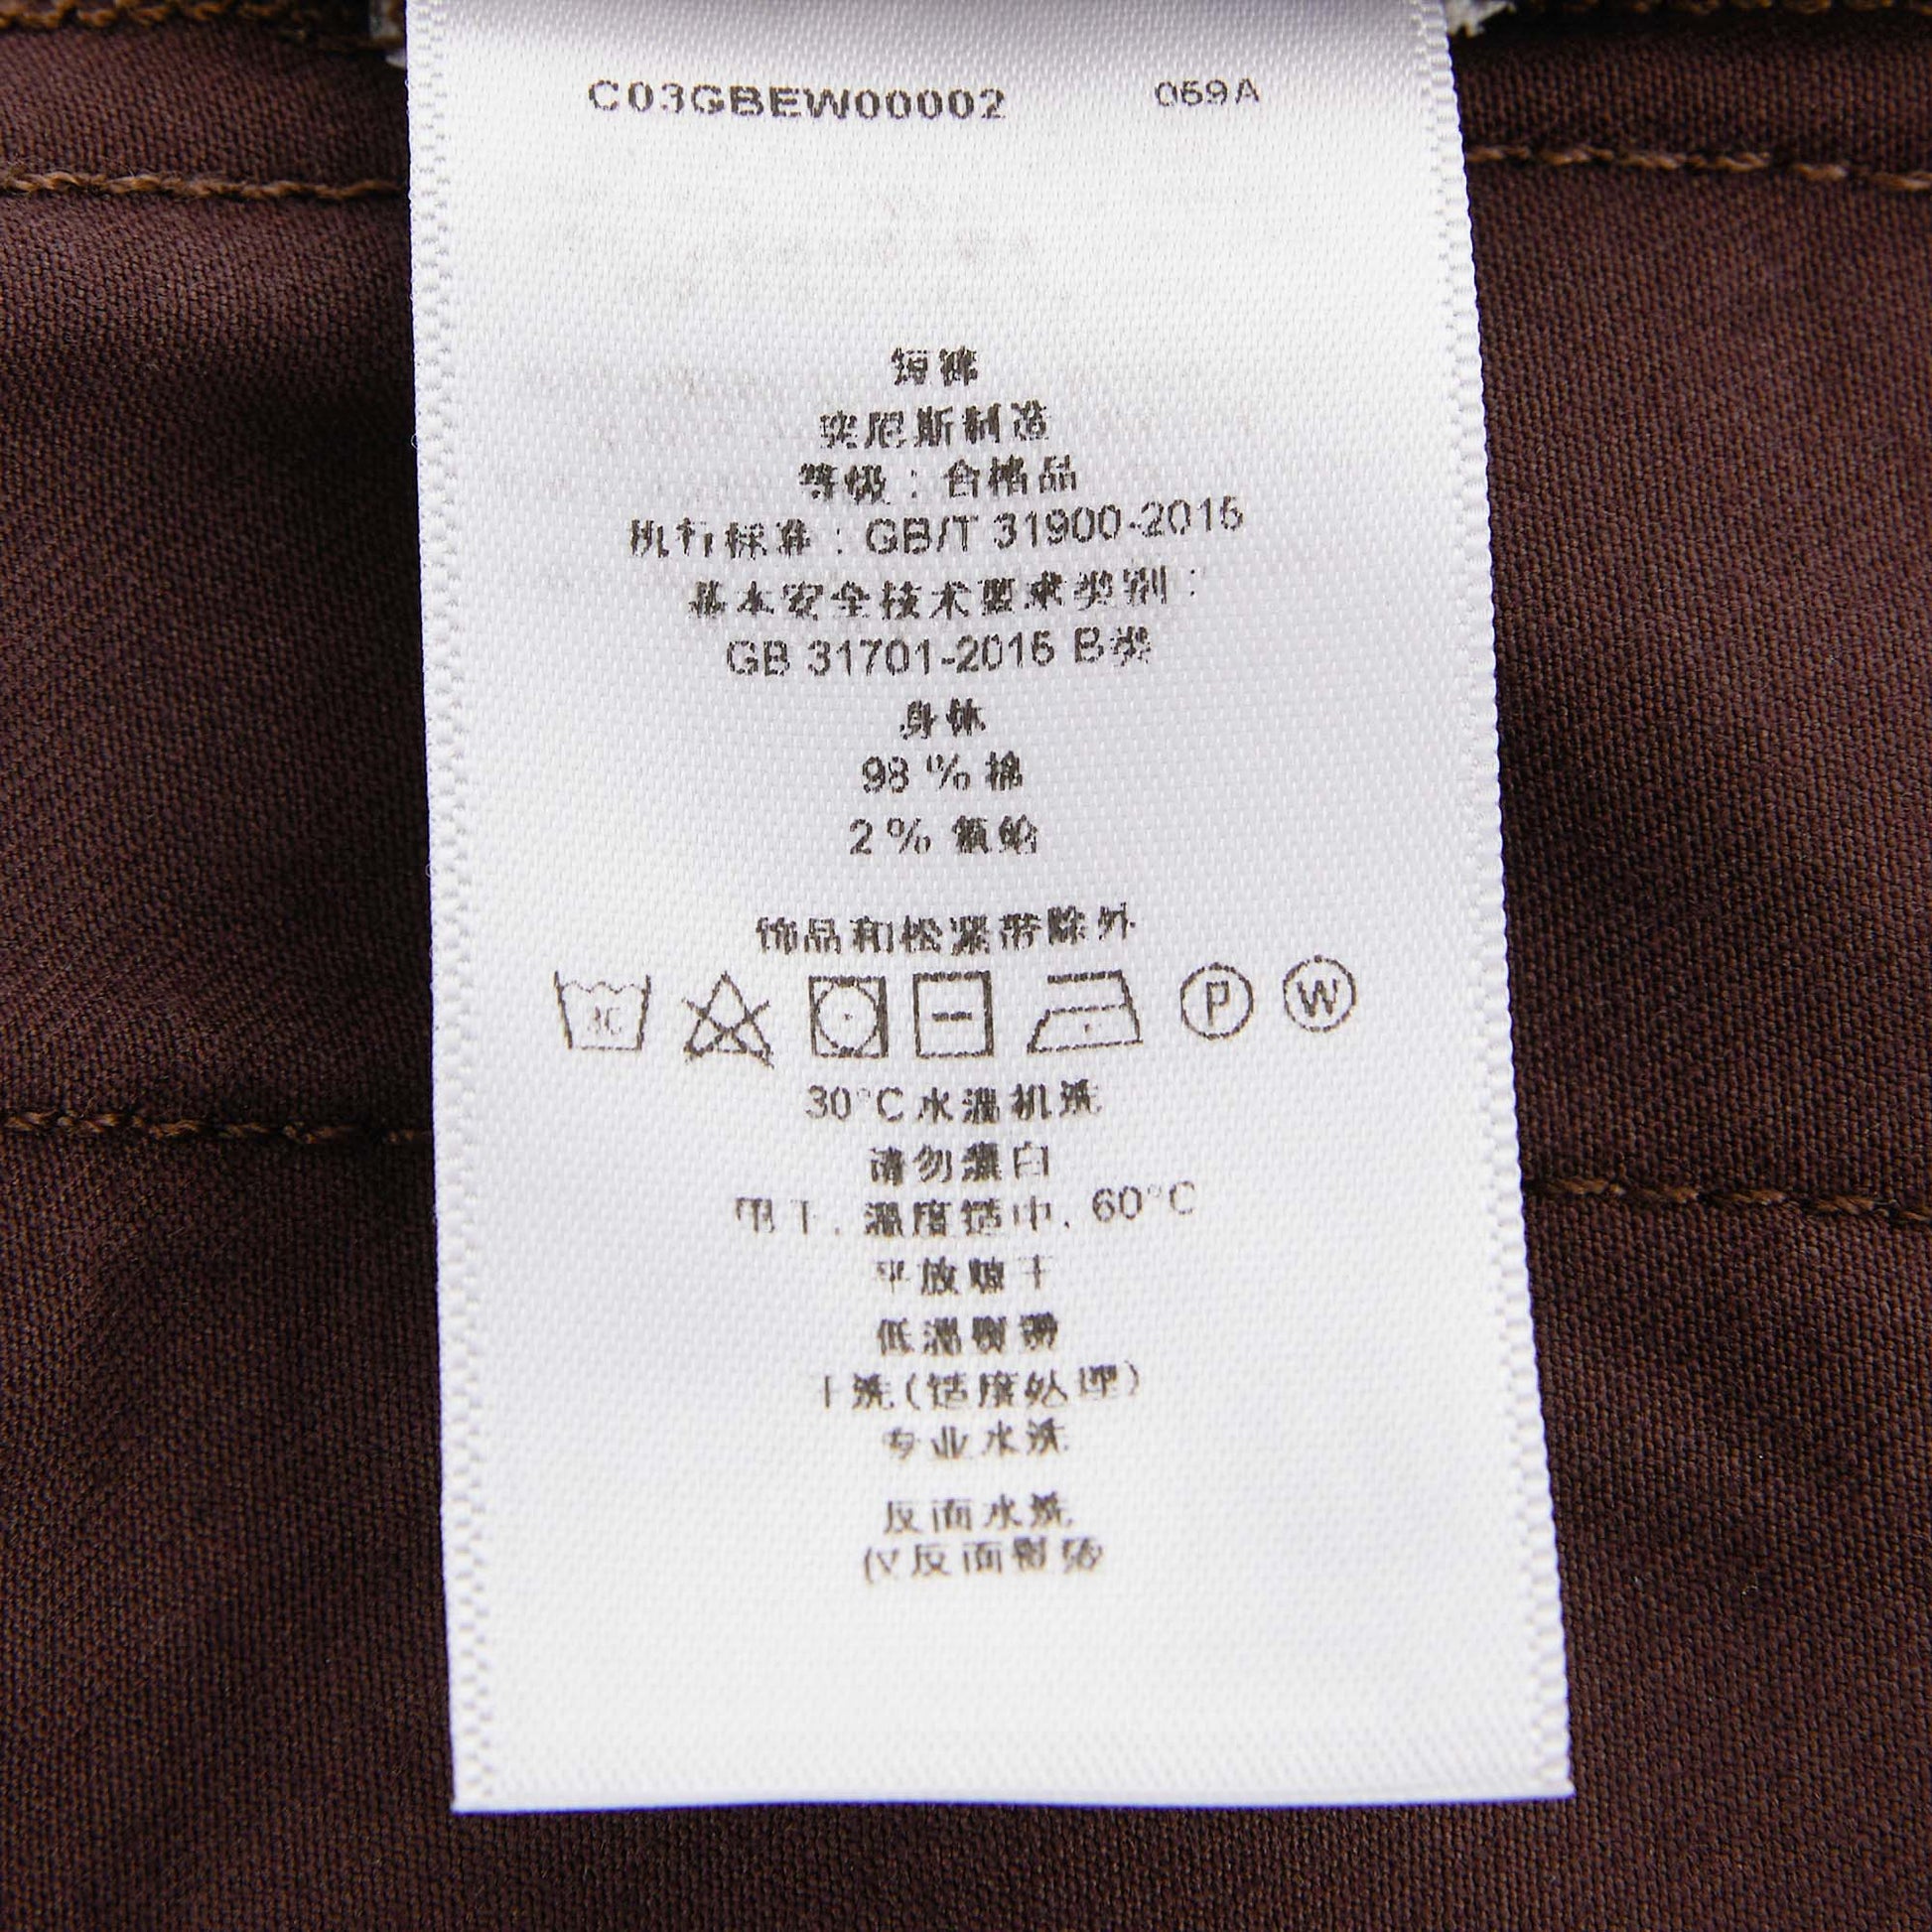 C03GBEW00002 059A
短裤
突尼斯制造
等级：合格品
执行标准：GB/T 31900-2015
基本安全技术要求类别：
GB 31701-2015 B类
身体
98 % 棉
2 % 氨纶
饰品和松紧带除外
30
P
W
30°C 水温机洗
请勿漂白
甩干, 温度适中, 60°C
平放晾干
低温熨烫
干洗(适度处理)
专业水洗
反面水洗
仅反面熨烫